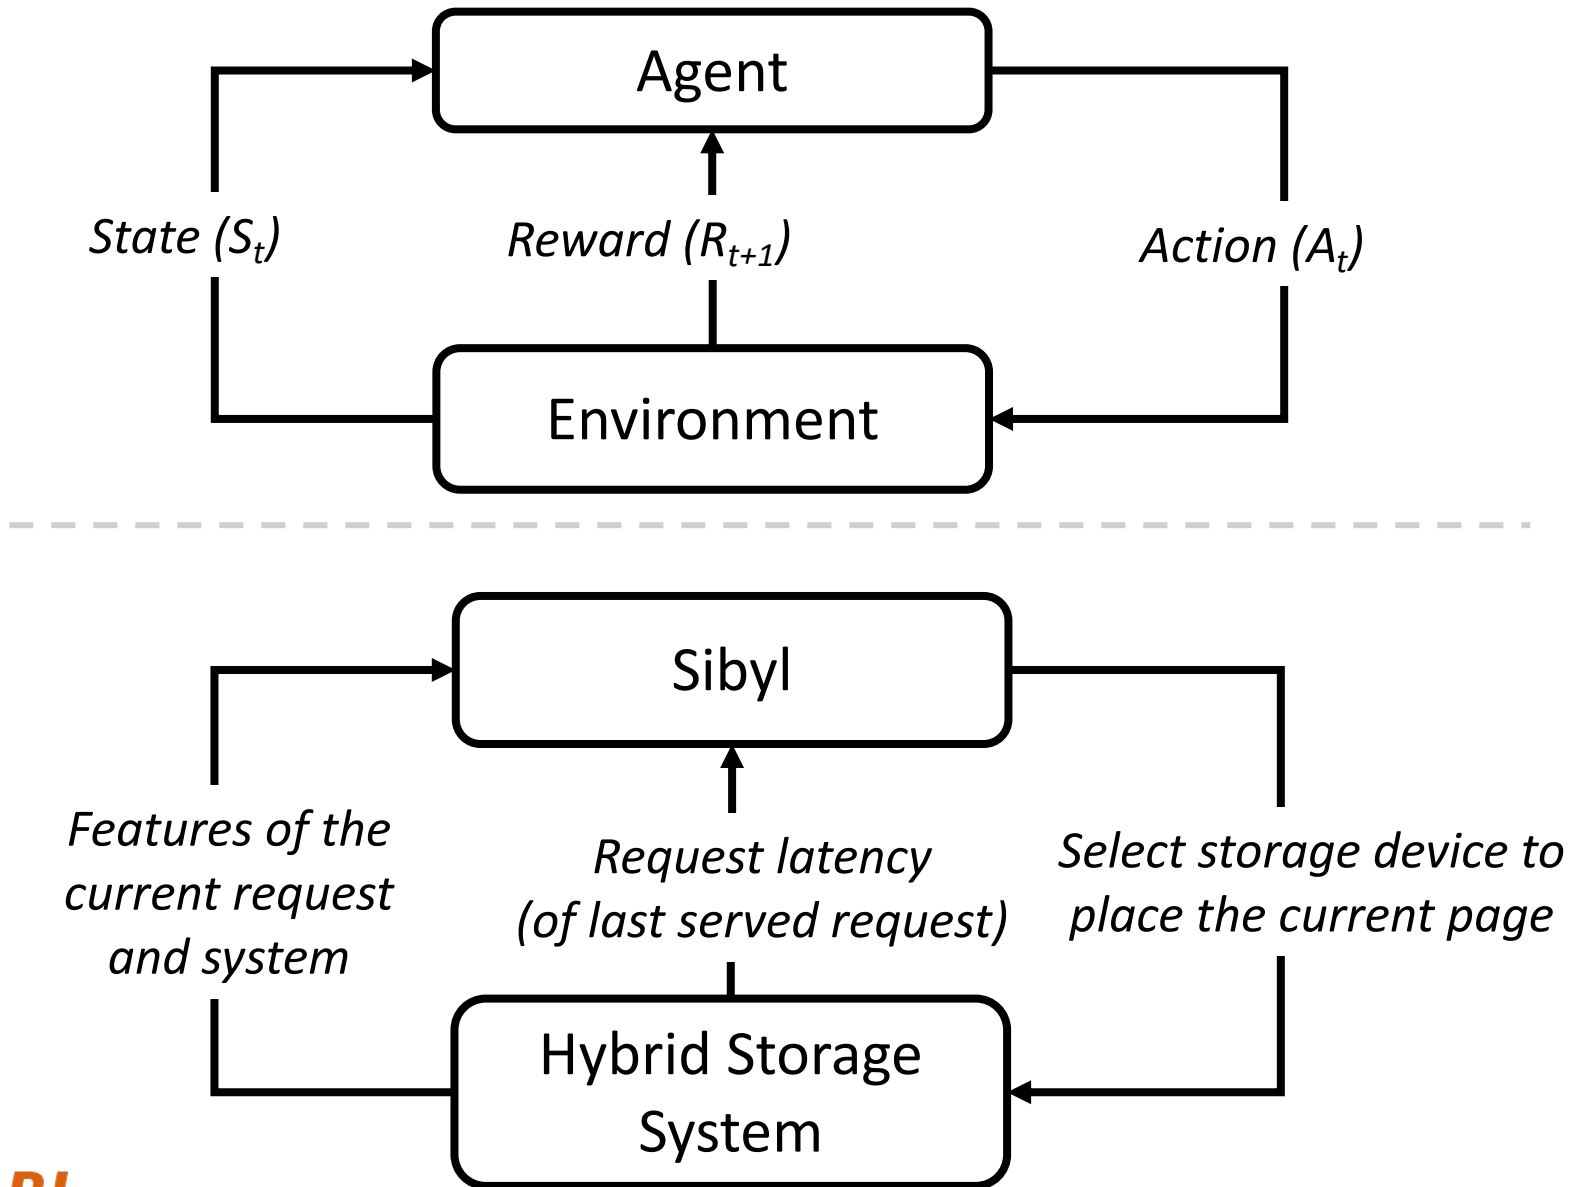 Agent
State (Sₜ)
Reward (Rₜ₊₁)
Action (Aₜ)
Environment
Sibyl
Features of the
current request
and system
Request latency
(of last served request)
Select storage device to
place the current page
Hybrid Storage
System